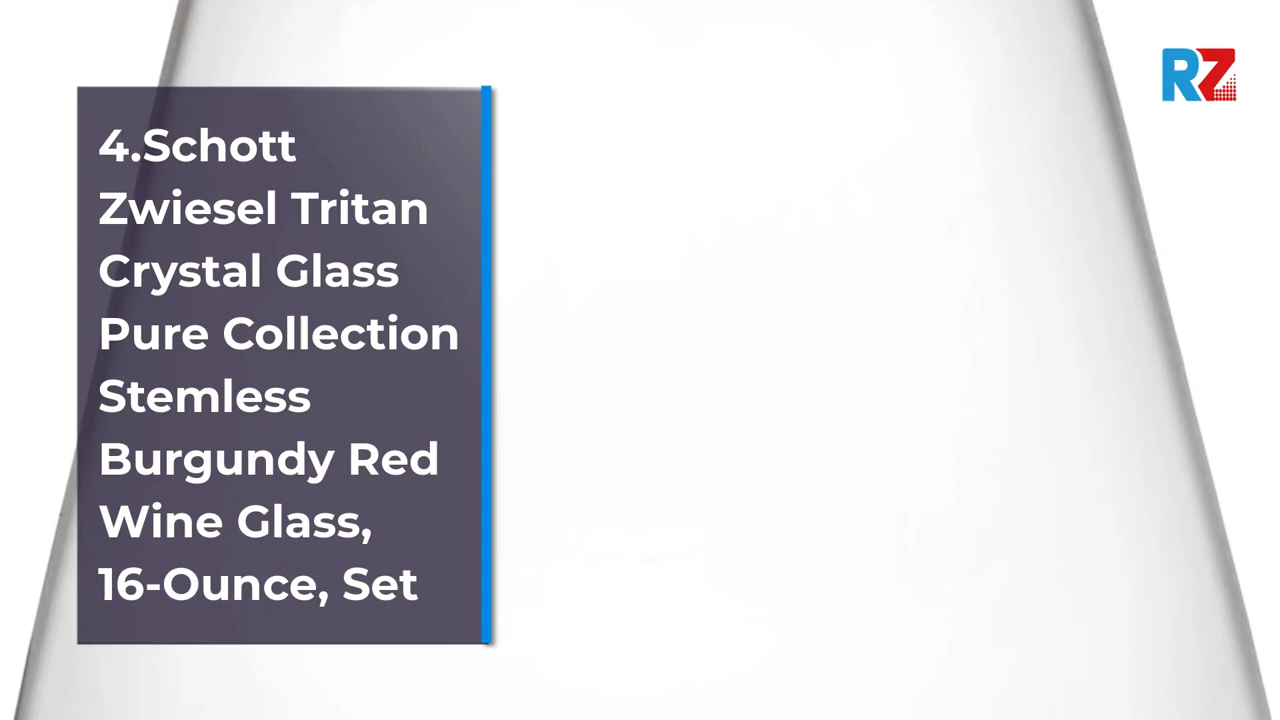 4.Schott
Zwiesel Tritan
Crystal Glass
Pure Collection
Stemless
Burgundy Red
Wine Glass,
16-Ounce, Set
RZ